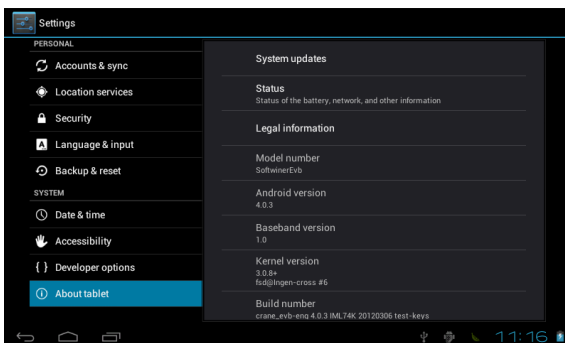 Settings
PERSONAL
Accounts & sync
Location services
Security
A Language & input
Backup & reset
SYSTEM
Date & time
Accessibility
{ } Developer options
About tablet
System updates
Status
Status of the battery, network, and other information
Legal information
Model number
SoftwinerEvb
Android version
4.0.3
Baseband version
1.0
Kernel version
3.0.8+
fsd@Ingen-cross #6
Build number
crane_evb-eng 4.0.3 IML74K 20120306 test-keys
11:16